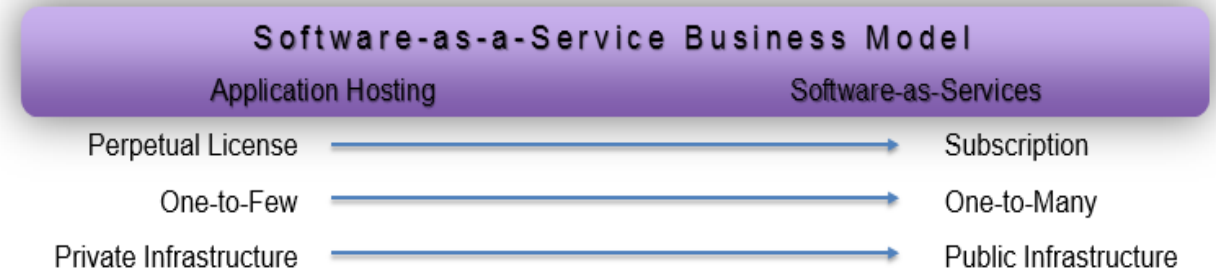 Software-as-a-Service Business Model
Application Hosting Software-as-Services
Perpetual License Subscription
One-to-Few One-to-Many
Private Infrastructure Public Infrastructure